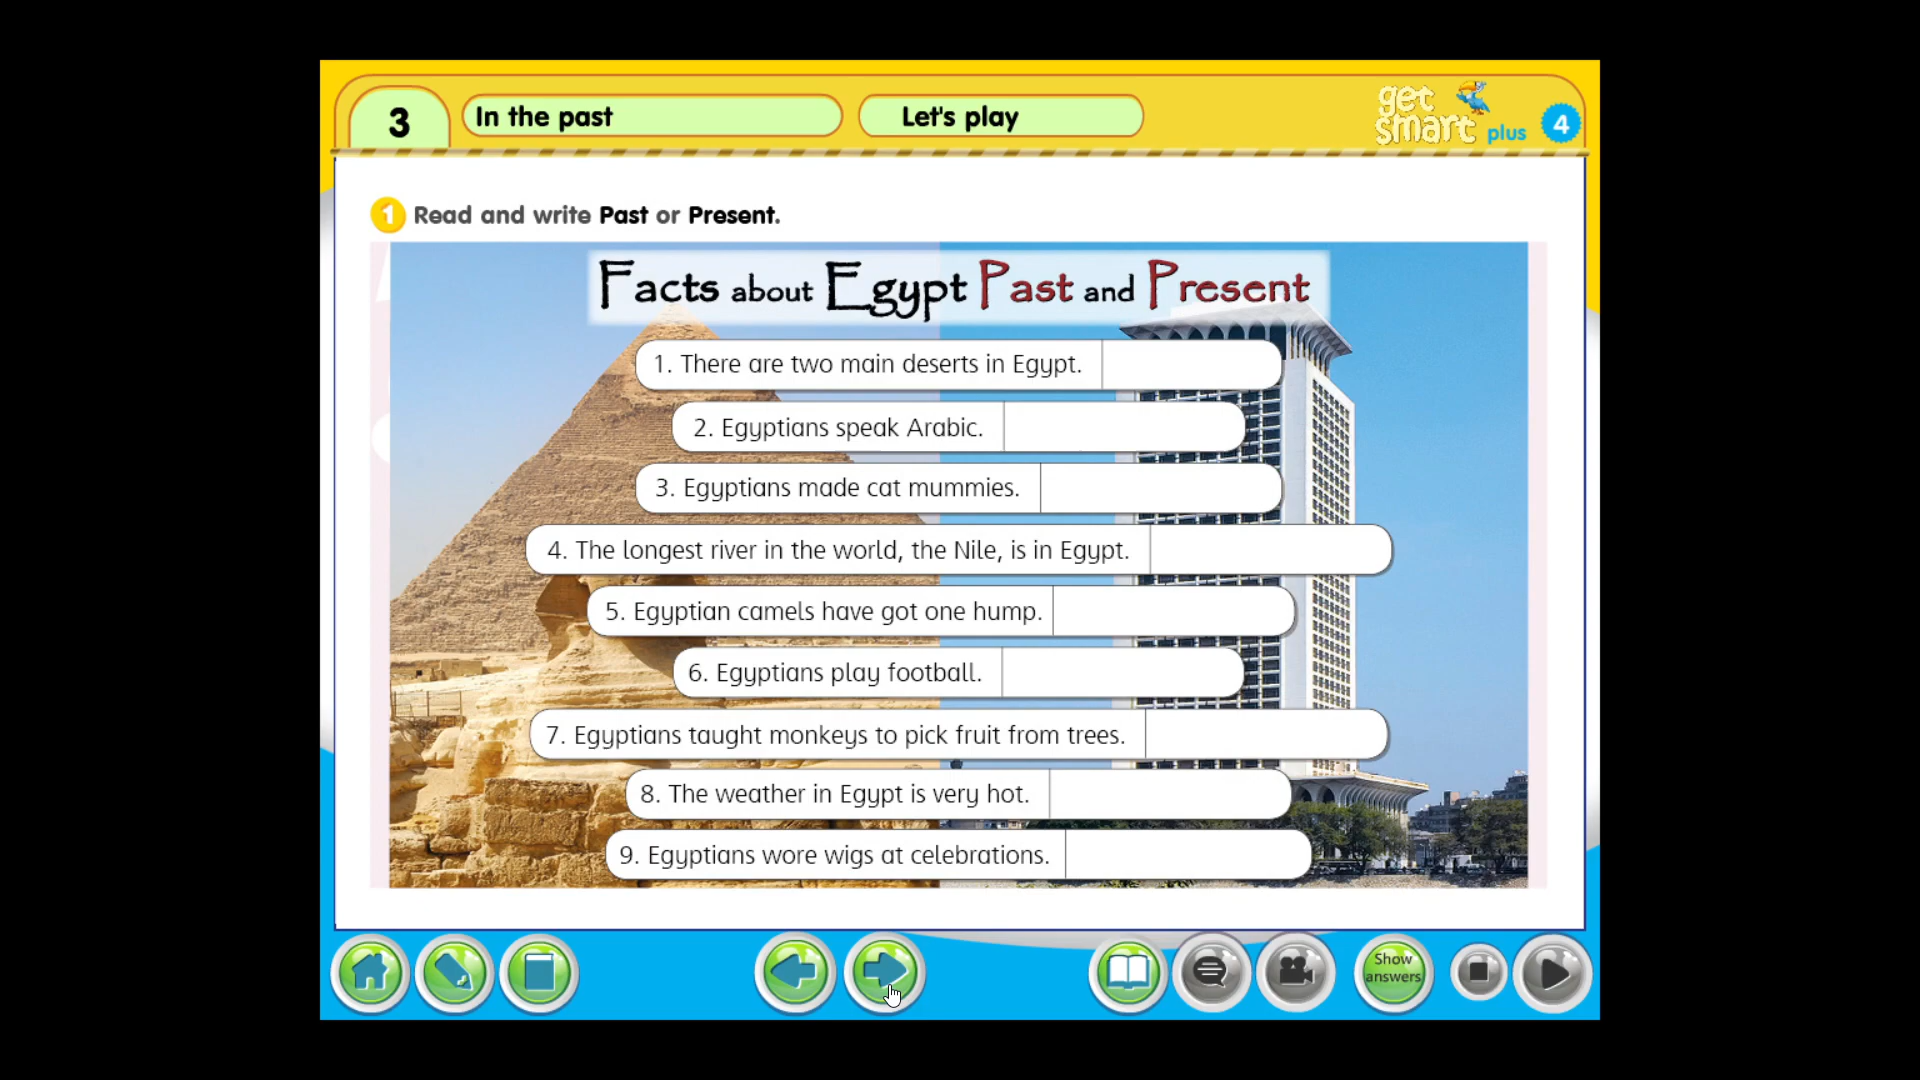 3
In the past
Let's play
get smart plus 4
1 Read and write Past or Present.
Facts about Egypt Past and Present
1. There are two main deserts in Egypt.
2. Egyptians speak Arabic.
3. Egyptians made cat mummies.
4. The longest river in the world, the Nile, is in Egypt.
5. Egyptian camels have got one hump.
6. Egyptians play football.
7. Egyptians taught monkeys to pick fruit from trees.
8. The weather in Egypt is very hot.
9. Egyptians wore wigs at celebrations.
Show
answers